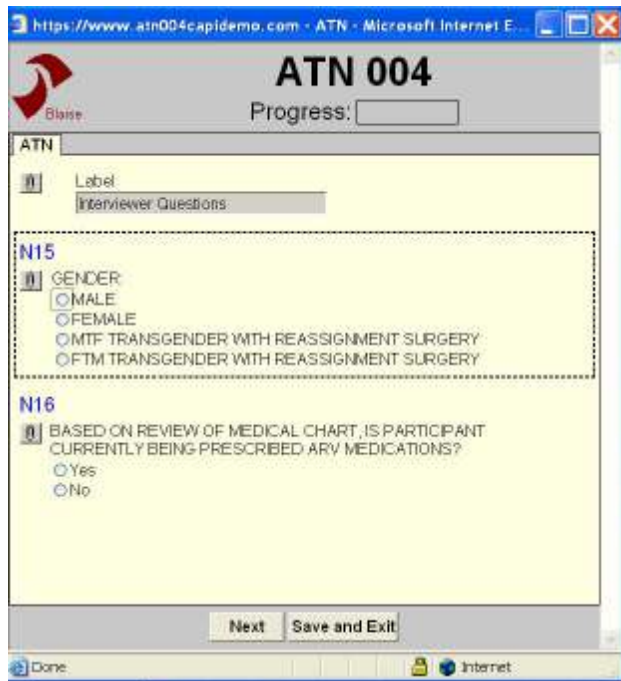 https://www.atn004capidemo.com - ATN - Microsoft Internet E...
ATN 004
Blaise
Progress:
ATN
Label
Interviewer Questions
N15
GENDER
MALE
FEMALE
MTF TRANSGENDER WITH REASSIGNMENT SURGERY
FTM TRANSGENDER WITH REASSIGNMENT SURGERY
N16
BASED ON REVIEW OF MEDICAL CHART, IS PARTICIPANT
CURRENTLY BEING PRESCRIBED ARV MEDICATIONS?
Yes
No
Next Save and Exit
Done Internet